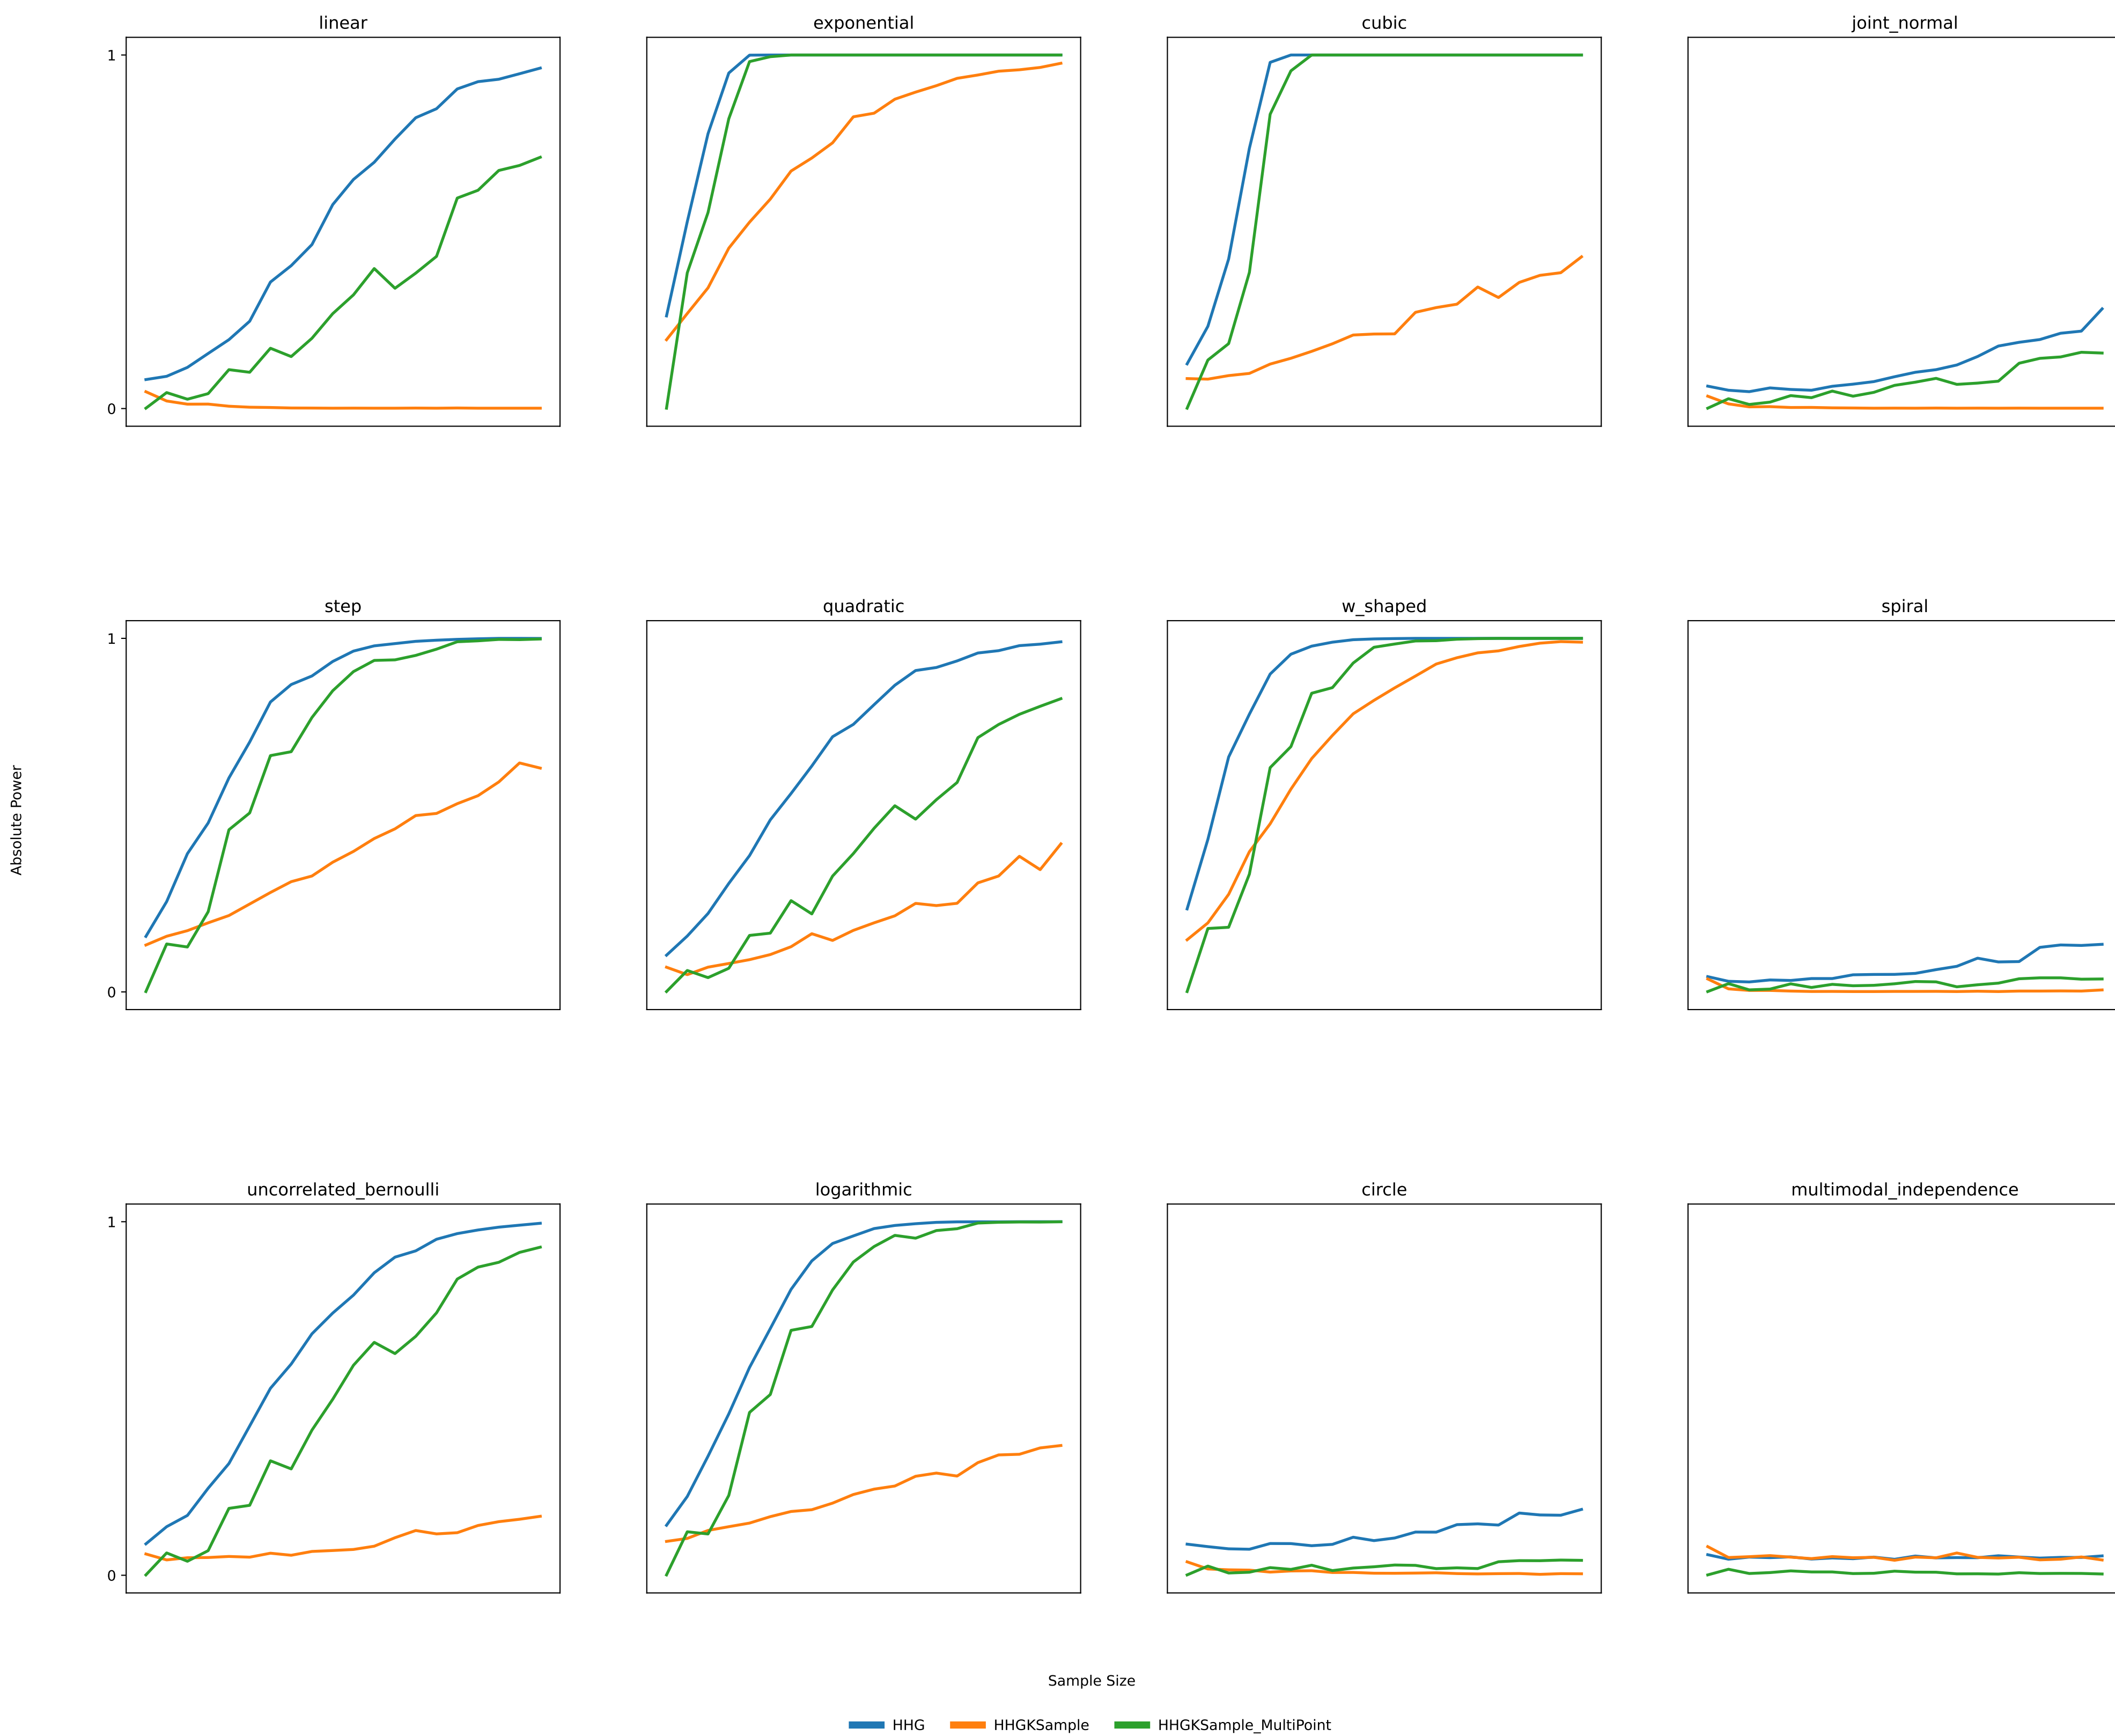 linear
exponential
cubic
joint_normal
1
0
step
quadratic
w_shaped
spiral
1
0
Absolute Power
uncorrelated_bernoulli
logarithmic
circle
multimodal_independence
1
0
Sample Size
HHG HHGKSample HHGKSample_MultiPoint